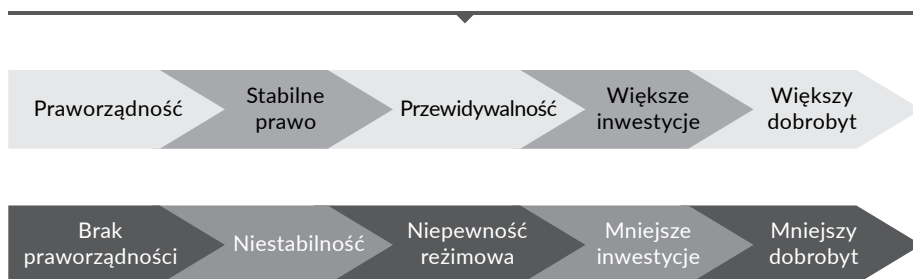 Praworządność
Stabilne
prawo
Przewidywalność
Większe
inwestycje
Większy
dobrobyt
Brak
praworządności
Niestabilność
Niepewność
reżimowa
Mniejsze
inwestycje
Mniejszy
dobrobyt